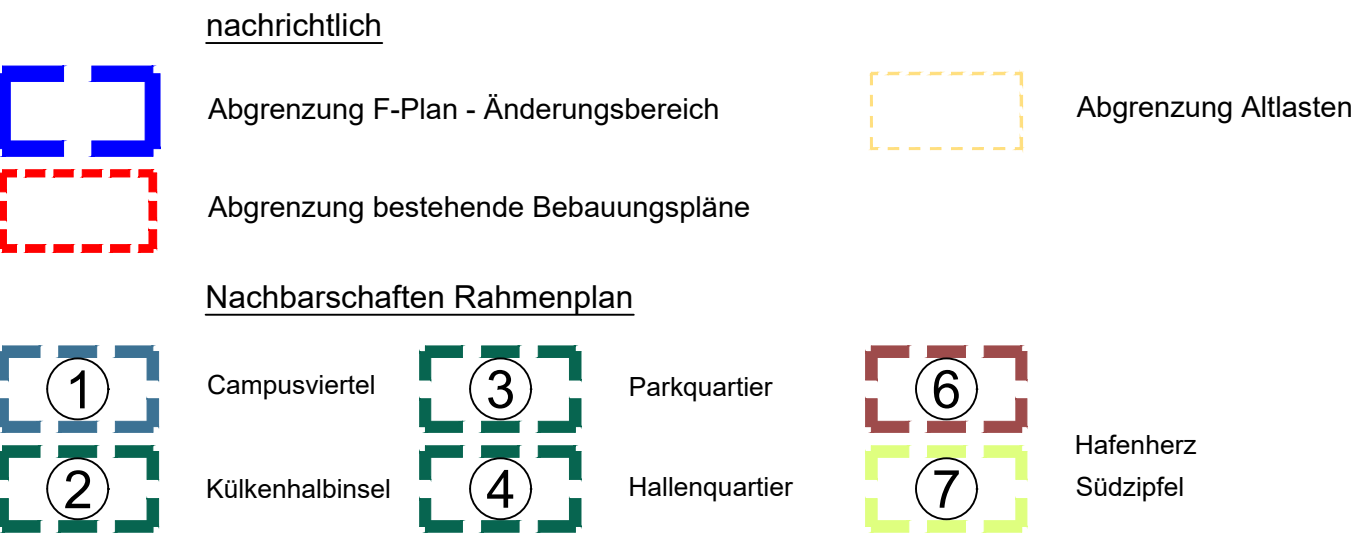 nachrichtlich
Abgrenzung F-Plan - Änderungsbereich
Abgrenzung Altlasten
Abgrenzung bestehende Bebauungspläne
Nachbarschaften Rahmenplan
1 Campusviertel
3 Parkquartier
6 Hafenherz
2 Külkenhalbinsel
4 Hallenquartier
7 Südzipfel